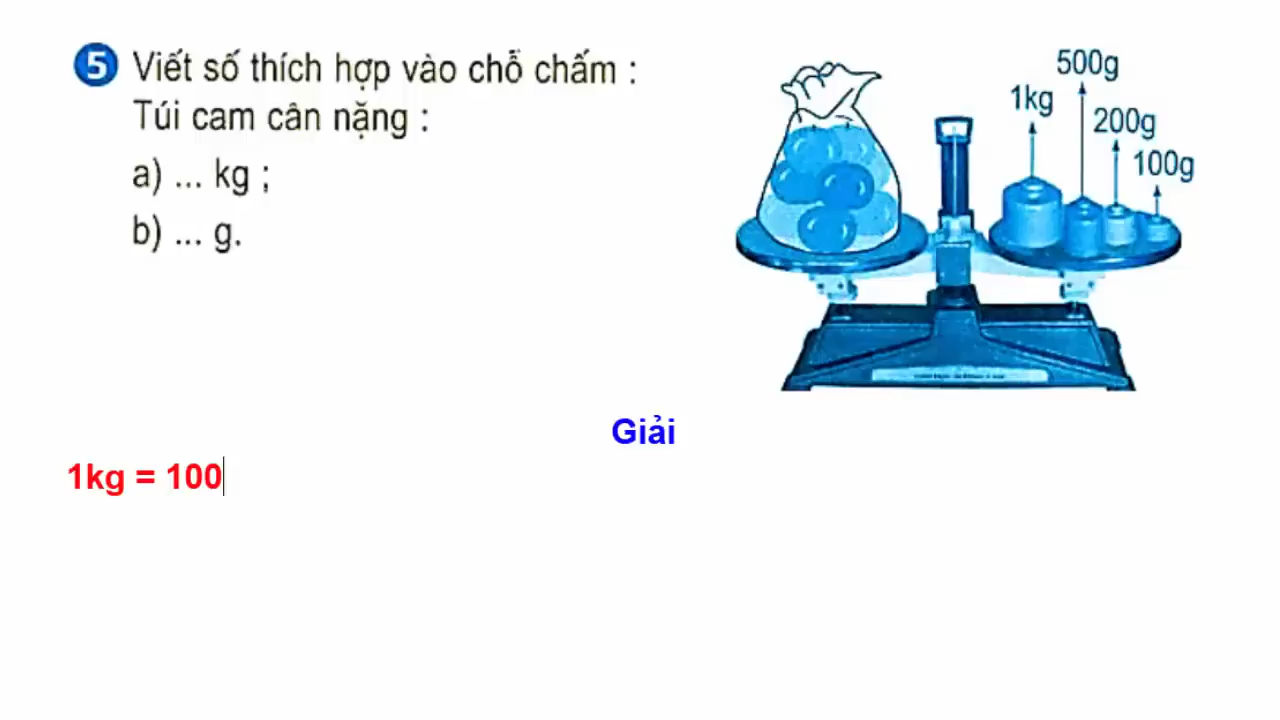 5 Viết số thích hợp vào chỗ chấm :
Túi cam cân nặng :
a) ... kg ;
b) ... g.
1kg
500g
200g
100g
Giải
1kg = 100